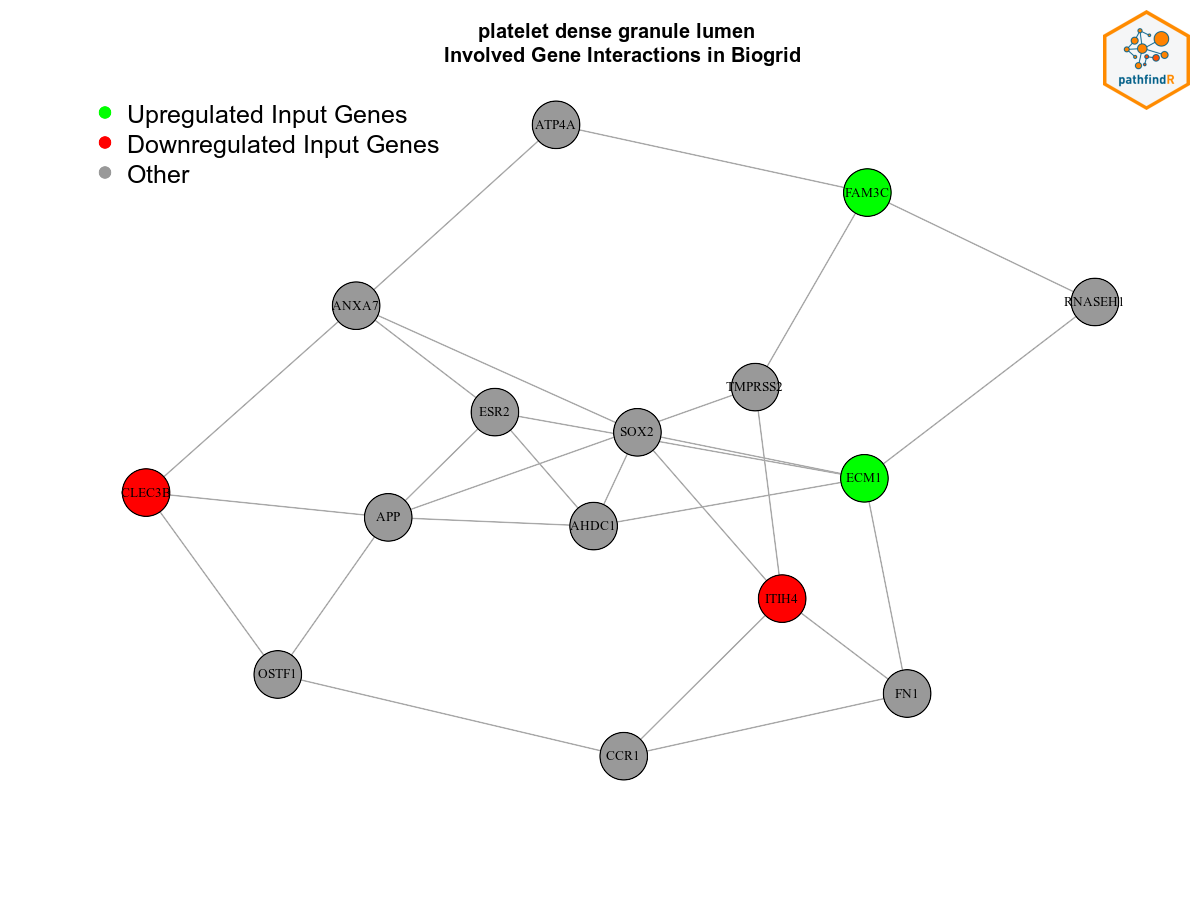 platelet dense granule lumen
Involved Gene Interactions in Biogrid
pathfindR
Upregulated Input Genes
Downregulated Input Genes
Other
ATP4A
FAM3C
RNASEH1
ANXA7
TMPRSS2
ESR2
SOX2
ECM1
CLEC3B
APP
AHDC1
ITIH4
OSTF1
FN1
CCR1